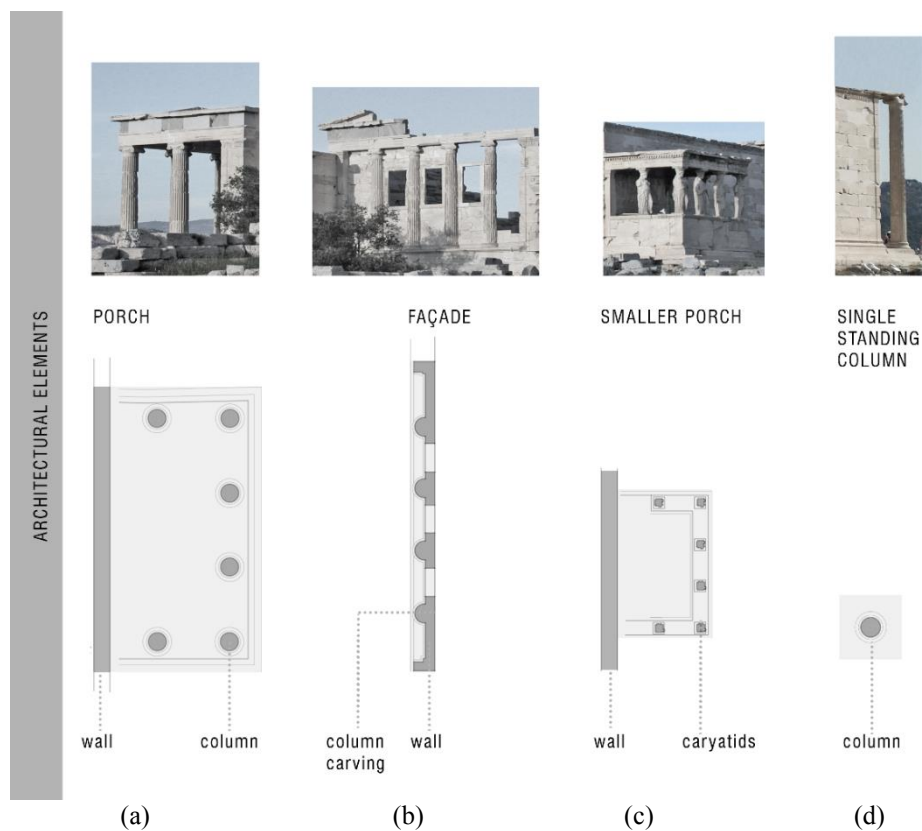 ARCHITECTURAL ELEMENTS
PORCH
FAÇADE
SMALLER PORCH
SINGLE
STANDING
COLUMN
wall
column
column
carving
wall
wall
caryatids
column
(a)
(b)
(c)
(d)